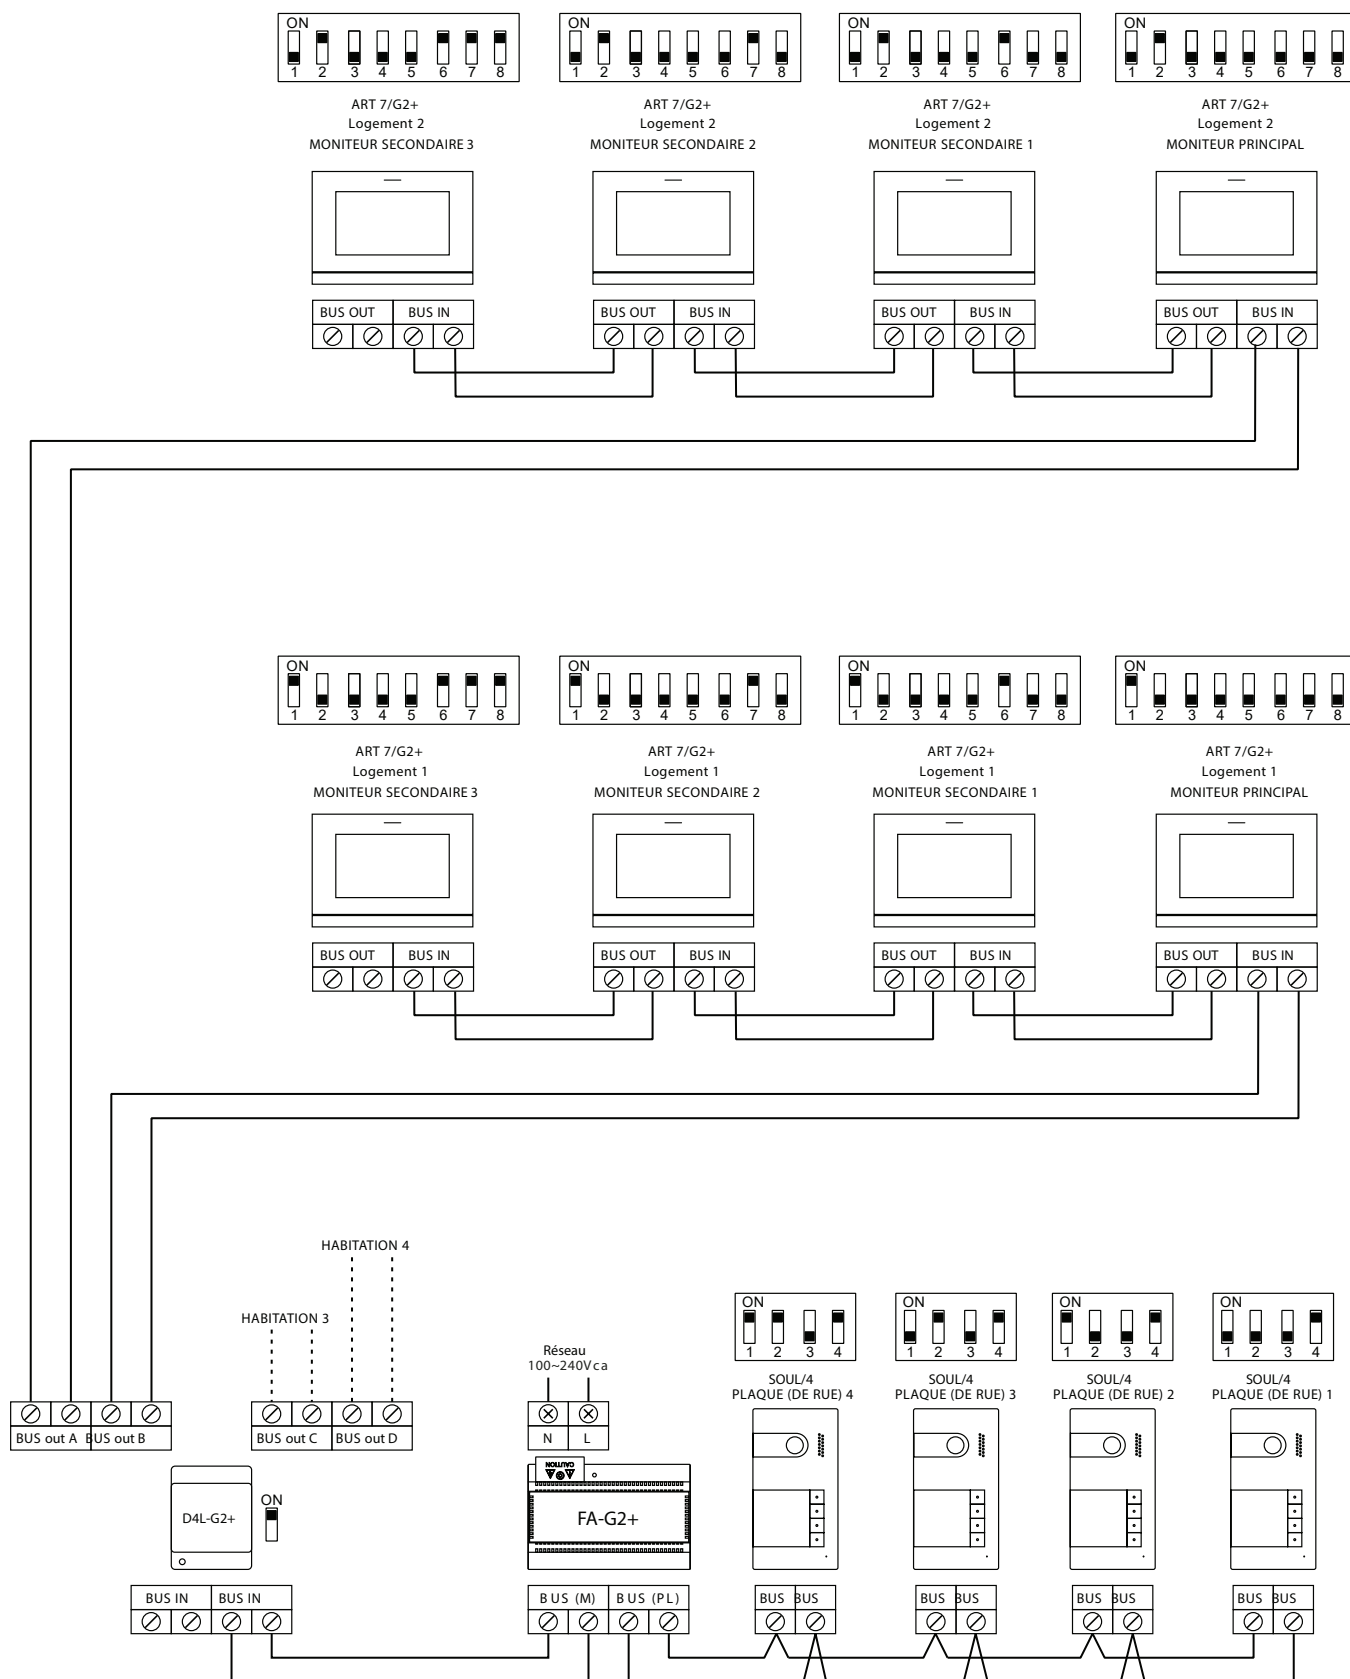 ON ON ON ON
1 2 3 4 5 6 7 8 1 2 3 4 5 6 7 8 1 2 3 4 5 6 7 8 1 2 3 4 5 6 7 8
ART 7/G2+ ART 7/G2+ ART 7/G2+ ART 7/G2+
Logement 2 Logement 2 Logement 2 Logement 2
MONITEUR SECONDAIRE 3 MONITEUR SECONDAIRE 2 MONITEUR SECONDAIRE 1 MONITEUR PRINCIPAL
BUS OUT BUS IN BUS OUT BUS IN BUS OUT BUS IN BUS OUT BUS IN
ON ON ON ON
1 2 3 4 5 6 7 8 1 2 3 4 5 6 7 8 1 2 3 4 5 6 7 8 1 2 3 4 5 6 7 8
ART 7/G2+ ART 7/G2+ ART 7/G2+ ART 7/G2+
Logement 1 Logement 1 Logement 1 Logement 1
MONITEUR SECONDAIRE 3 MONITEUR SECONDAIRE 2 MONITEUR SECONDAIRE 1 MONITEUR PRINCIPAL
BUS OUT BUS IN BUS OUT BUS IN BUS OUT BUS IN BUS OUT BUS IN
HABITATION 4
HABITATION 3
ON ON ON ON
1 2 3 4 1 2 3 4 1 2 3 4 1 2 3 4
Réseau
100~240Vca
SOUL/4 SOUL/4 SOUL/4 SOUL/4
PLAQUE (DE RUE) 4 PLAQUE (DE RUE) 3 PLAQUE (DE RUE) 2 PLAQUE (DE RUE) 1
BUS out A BUS out B BUS out C BUS out D N L
CAUTION
ON
D4L-G2+ FA-G2+
BUS IN BUS IN BUS (M) BUS (PL) BUS BUS BUS BUS BUS BUS BUS BUS